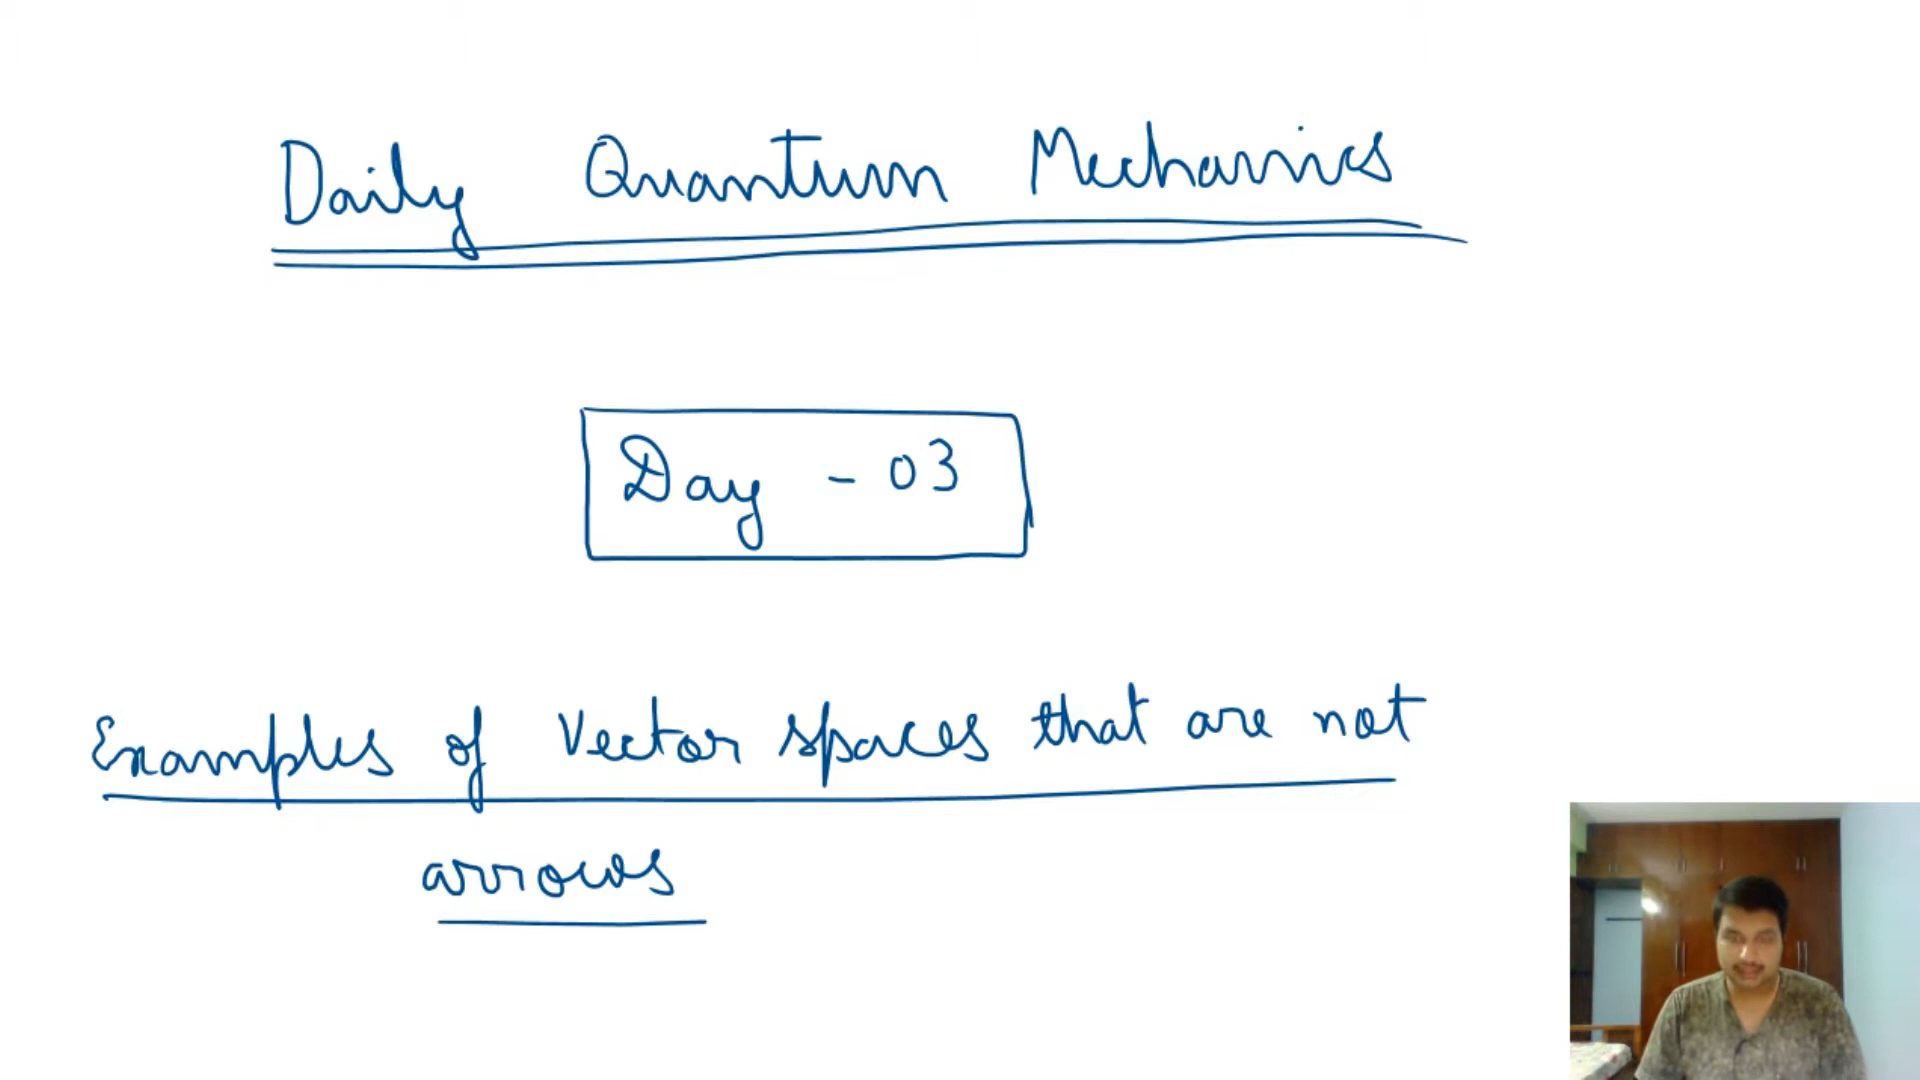 Daily Quantum Mechanics
Day - 03
Examples of Vector spaces that are not
arrows